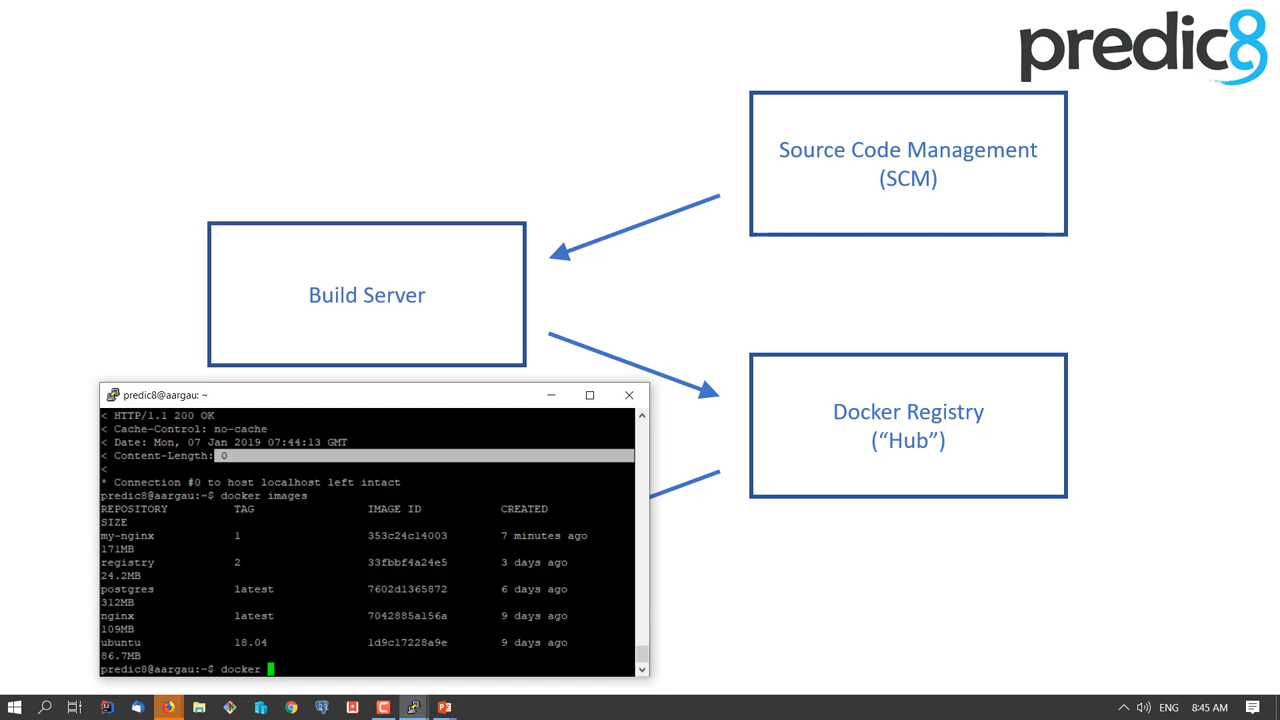 predic8
Source Code Management
(SCM)
Build Server
Docker Registry
(“Hub”)
predic8@aargau: ~
< HTTP/1.1 200 OK
< Cache-Control: no-cache
< Date: Mon, 07 Jan 2019 07:44:13 GMT
< Content-Length: 0
<
* Connection #0 to host localhost left intact
predic8@aargau:~$ docker images
REPOSITORY TAG IMAGE ID CREATED
SIZE
my-nginx 1 353c24c14003 7 minutes ago
171MB
registry 2 33fbbf4a24e5 3 days ago
24.2MB
postgres latest 7602d1365872 6 days ago
312MB
nginx latest 7042885a156a 9 days ago
109MB
ubuntu 18.04 1d9c17228a9e 9 days ago
86.7MB
predic8@aargau:~$ docker
ENG 8:45 AM